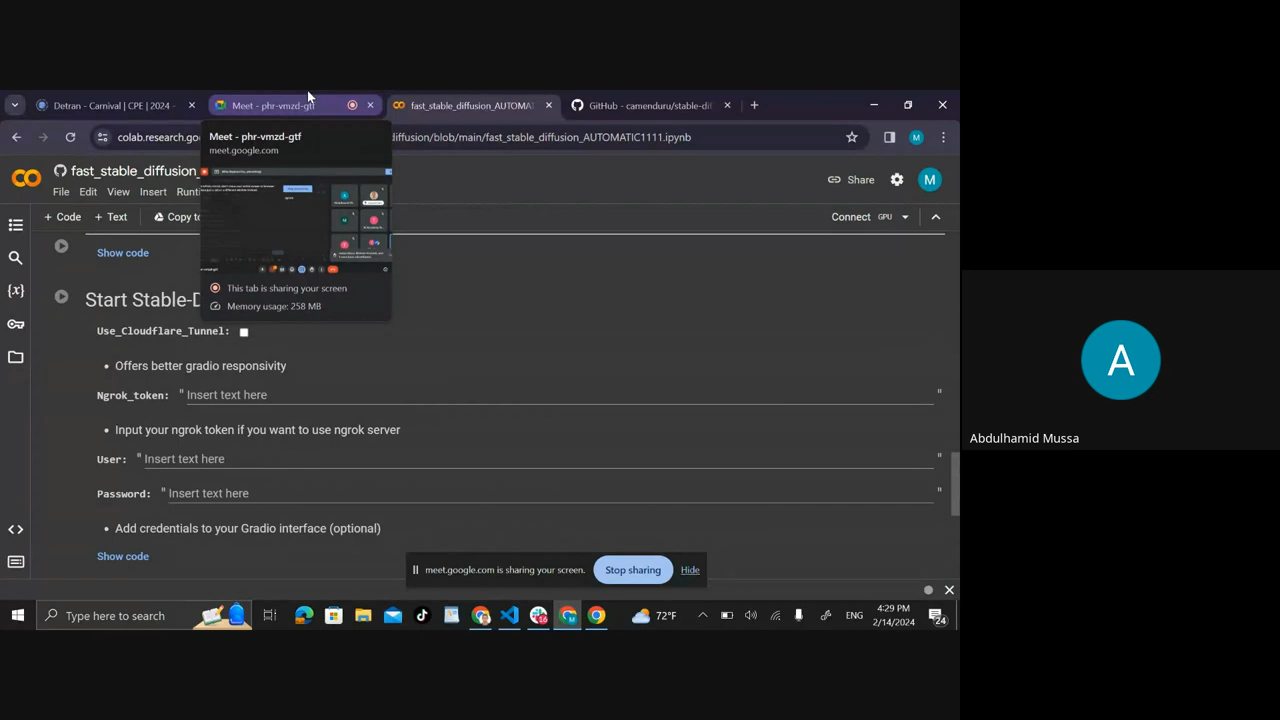 Detran - Carnival | CPE | 2024 -
Meet - phr-vmzd-gtf
fast_stable_diffusion_AUTOMA
GitHub - camenduru/stable-dif
colab.research.go
diffusion/blob/main/fast_stable_diffusion_AUTOMATIC1111.ipynb
Meet - phr-vmzd-gtf
meet.google.com
This tab is sharing your screen
Memory usage: 258 MB
fast_stable_diffusion_
File Edit View Insert Runt
Share
M
+ Code + Text Copy to
Connect GPU
Show code
Start Stable-D
Use_Cloudflare_Tunnel:
• Offers better gradio responsivity
Ngrok_token: " Insert text here "
• Input your ngrok token if you want to use ngrok server
User: " Insert text here "
Password: " Insert text here "
• Add credentials to your Gradio interface (optional)
Show code
meet.google.com is sharing your screen.
Stop sharing
Hide
Type here to search
72°F
ENG
4:29 PM
2/14/2024
24
A
Abdulhamid Mussa